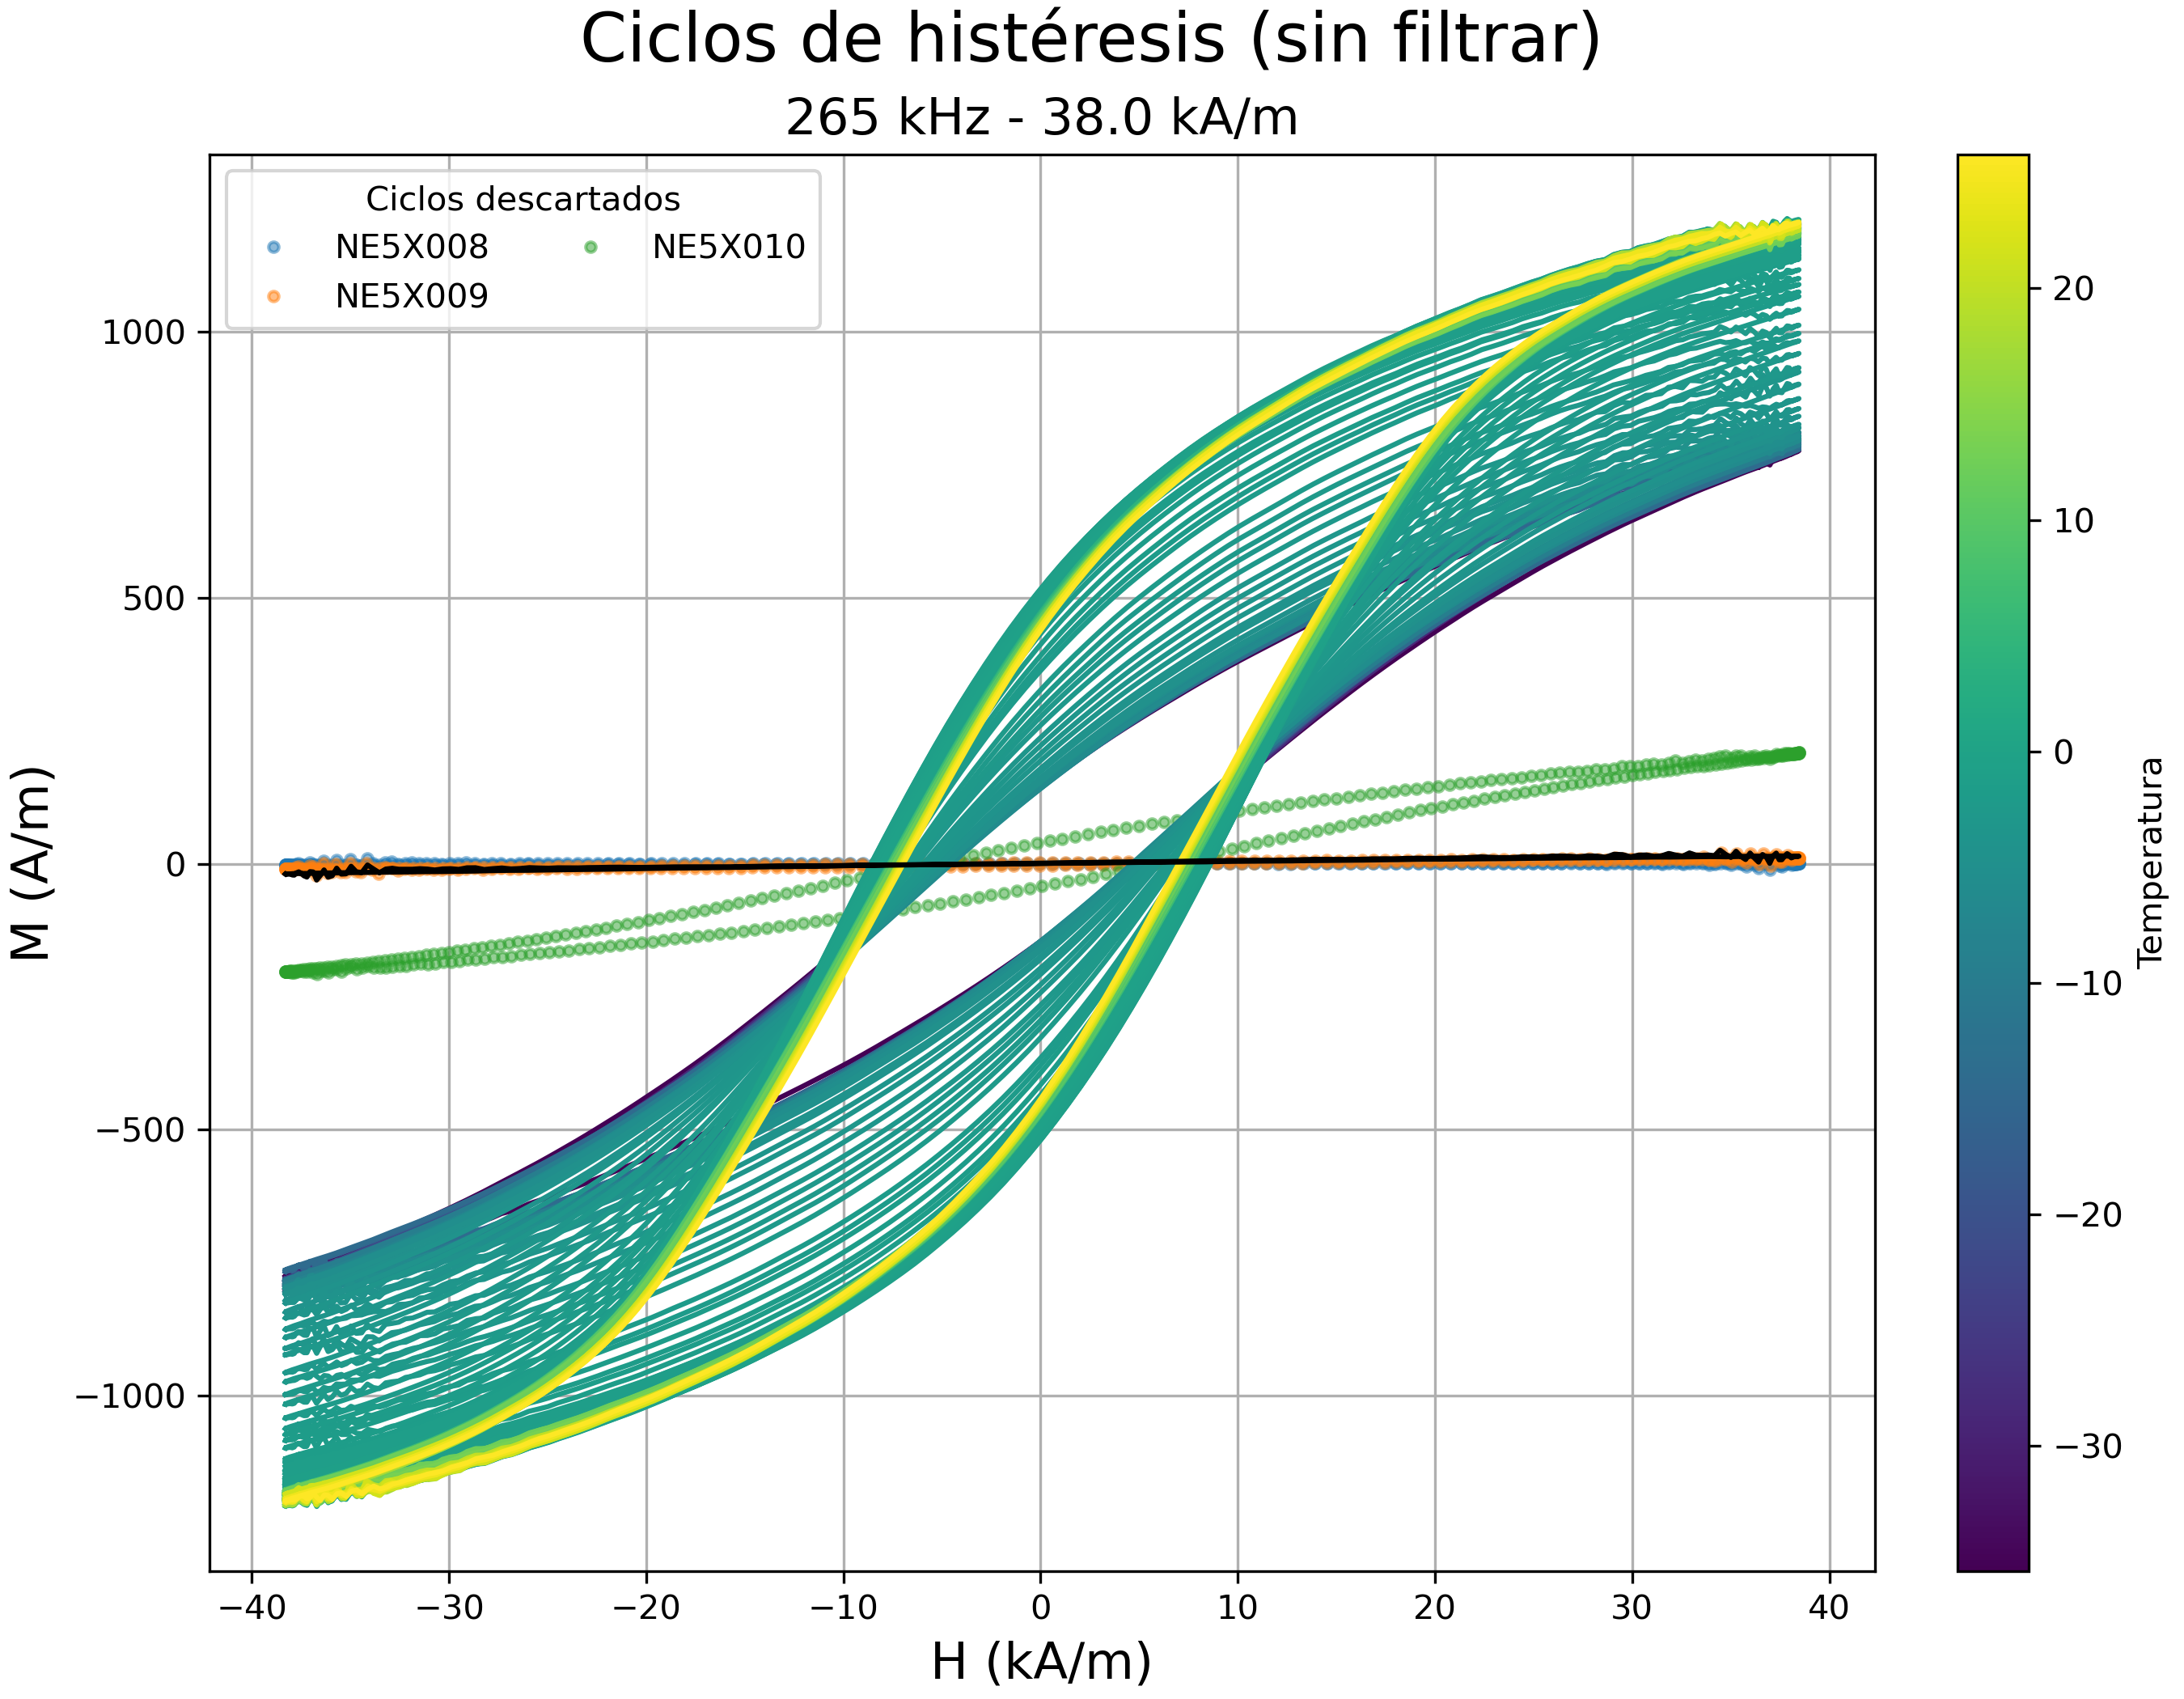 Ciclos de histéresis (sin filtrar)
265 kHz - 38.0 kA/m
Ciclos descartados
NE5X008
NE5X009
NE5X010
M (A/m)
1000
500
0
−500
−1000
−40 −30 −20 −10 0 10 20 30 40
H (kA/m)
20
10
0
−10
−20
−30
Temperatura